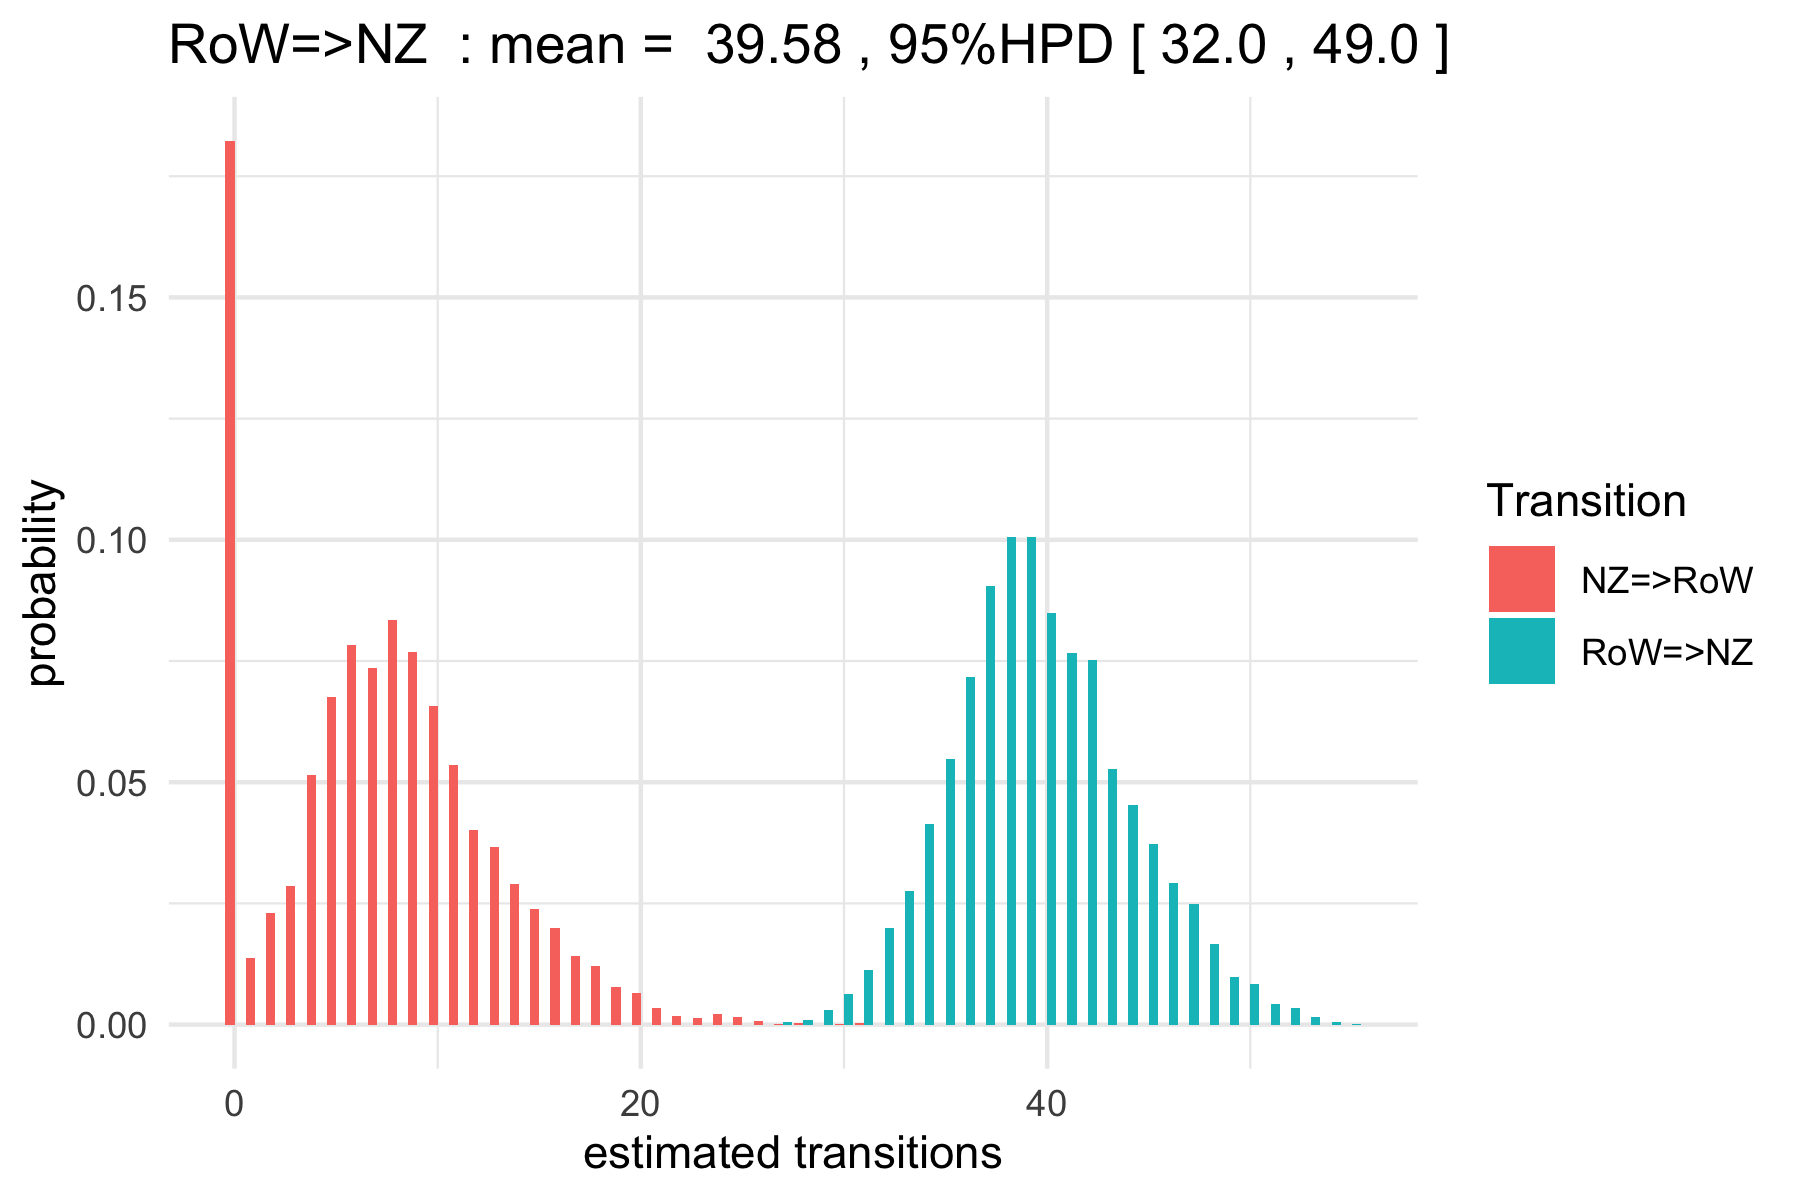 RoW=>NZ : mean = 39.58 , 95%HPD [ 32.0 , 49.0 ]
probability
0.15
0.10
0.05
0.00
0 20 40
estimated transitions
Transition
NZ=>RoW
RoW=>NZ